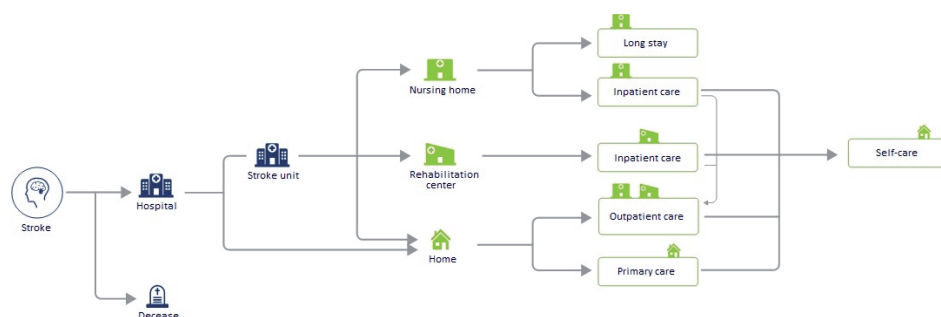 Long stay
Nursing home
Inpatient care
Stroke unit
Rehabilitation
center
Inpatient care
Self-care
Stroke
Hospital
Outpatient care
Home
Primary care
Decease